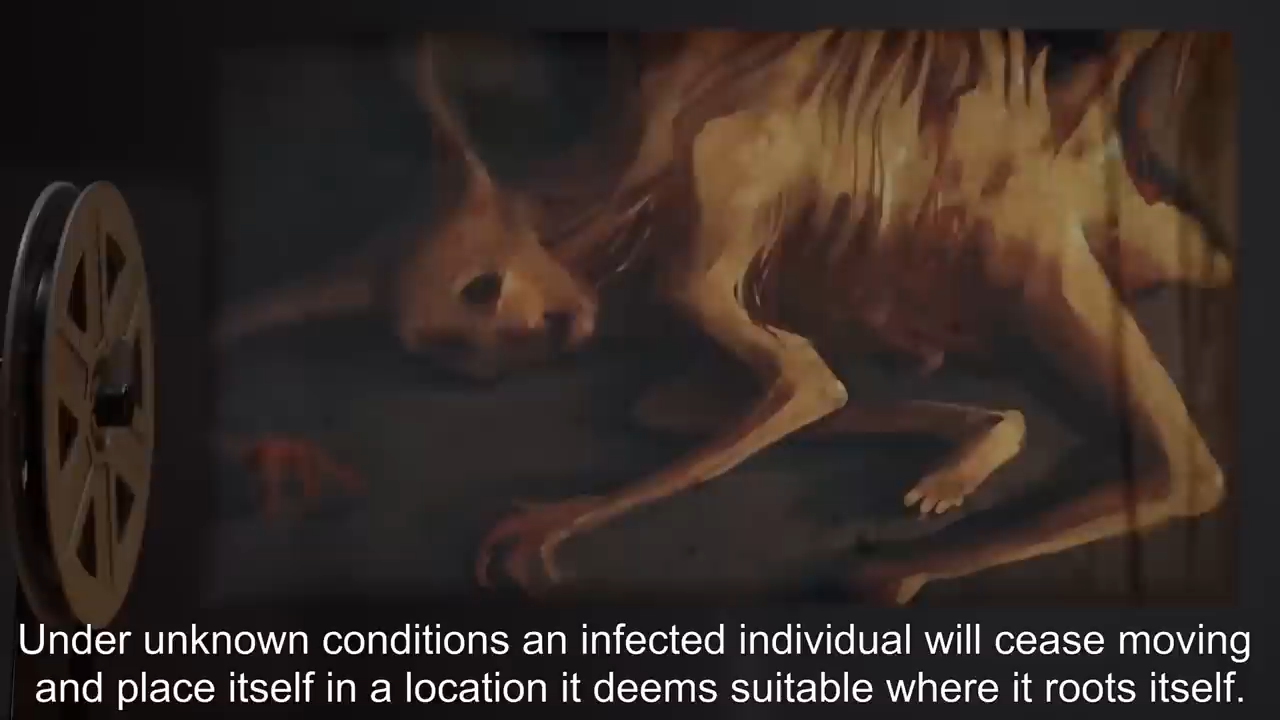 Under unknown conditions an infected individual will cease moving
and place itself in a location it deems suitable where it roots itself.